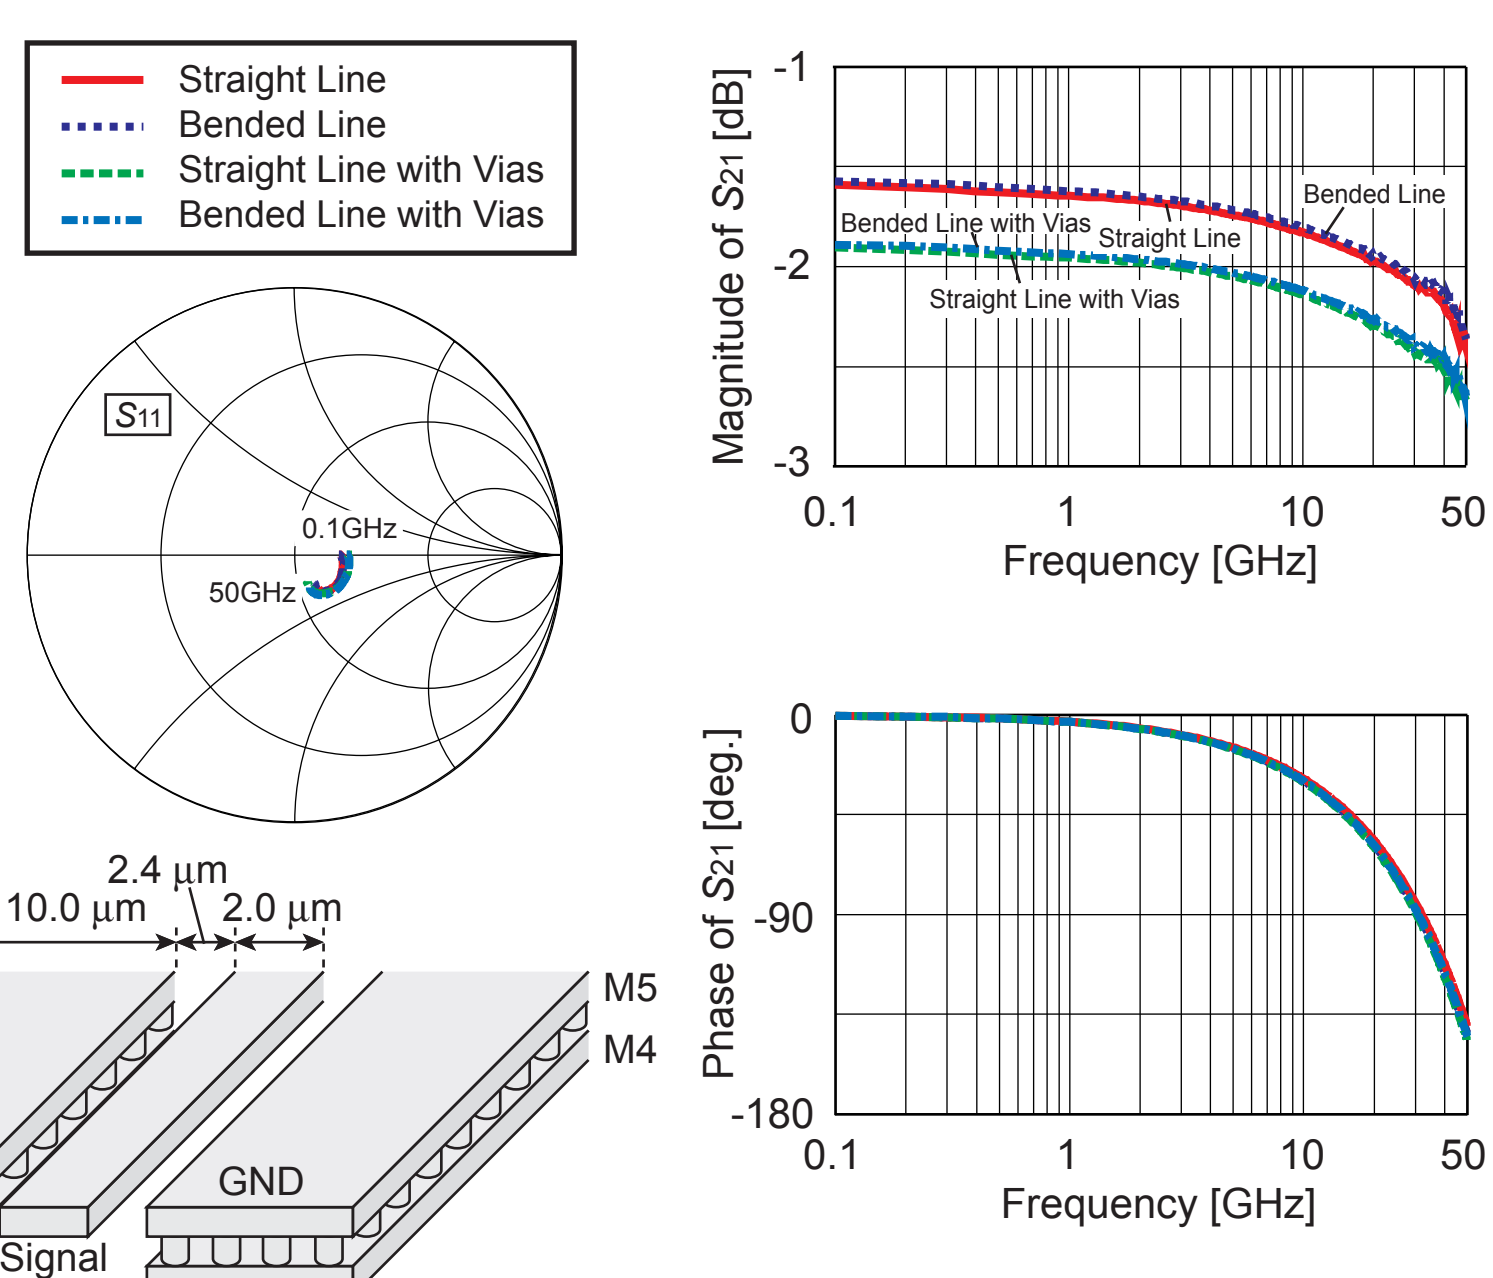 Straight Line
Bended Line
Straight Line with Vias
Bended Line with Vias
S11
0.1GHz
50GHz
2.4 μm
10.0 μm
2.0 μm
M5
M4
GND
Signal
Magnitude of S21 [dB]
-1
-2
-3
Bended Line
Bended Line with Vias
Straight Line
Straight Line with Vias
0.1
1
10
50
Frequency [GHz]
Phase of S21 [deg.]
0
-90
-180
0.1
1
10
50
Frequency [GHz]